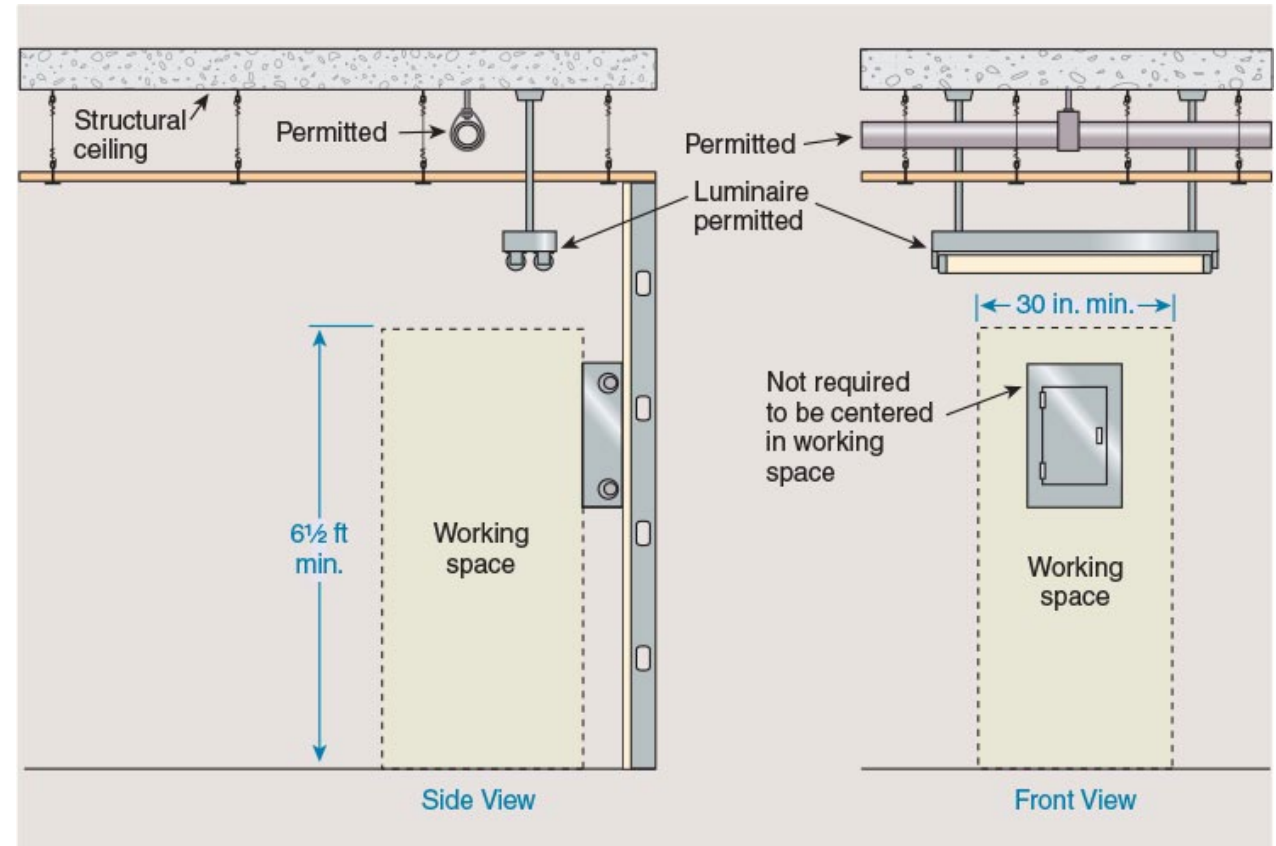 Structural
ceiling
Permitted
Permitted
Luminaire
permitted
30 in. min.
6½ ft
min.
Working
space
Not required
to be centered
in working
space
Working
space
Side View
Front View